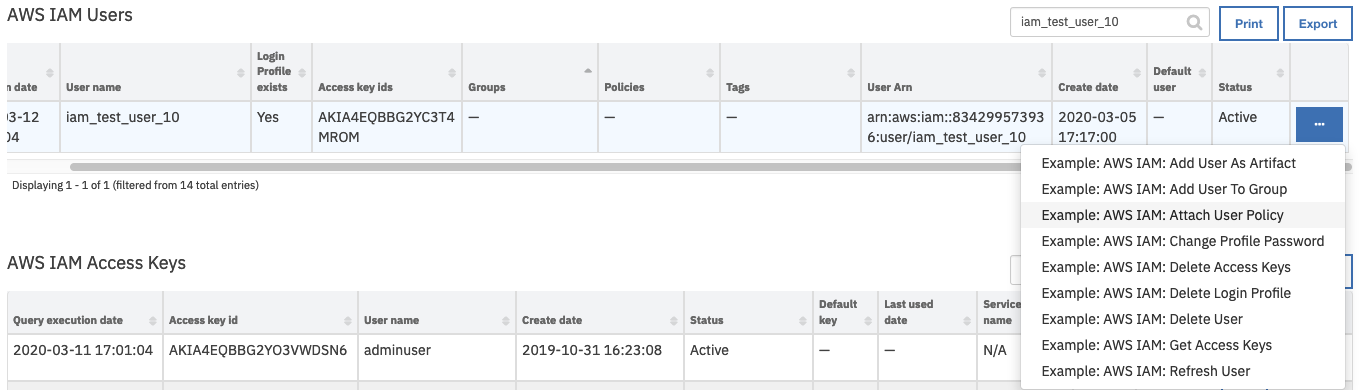 AWS IAM Users
iam_test_user_10
Print
Export
n date
User name
Login Profile exists
Access key ids
Groups
Policies
Tags
User Arn
Create date
Default user
Status
03-12
04
iam_test_user_10
Yes
AKIA4EQBBG2YC3T4
MROM
—
—
—
arn:aws:iam::83429957393
6:user/iam_test_user_10
2020-03-05
17:17:00
—
Active
...
Displaying 1 - 1 of 1 (filtered from 14 total entries)
Example: AWS IAM: Add User As Artifact
Example: AWS IAM: Add User To Group
Example: AWS IAM: Attach User Policy
Example: AWS IAM: Change Profile Password
Example: AWS IAM: Delete Access Keys
Example: AWS IAM: Delete Login Profile
Example: AWS IAM: Delete User
Example: AWS IAM: Get Access Keys
Example: AWS IAM: Refresh User
AWS IAM Access Keys
Query execution date
Access key id
User name
Create date
Status
Default key
Last used date
Service name
2020-03-11 17:01:04
AKIA4EQBBG2YO3VWDSN6
adminuser
2019-10-31 16:23:08
Active
—
—
N/A